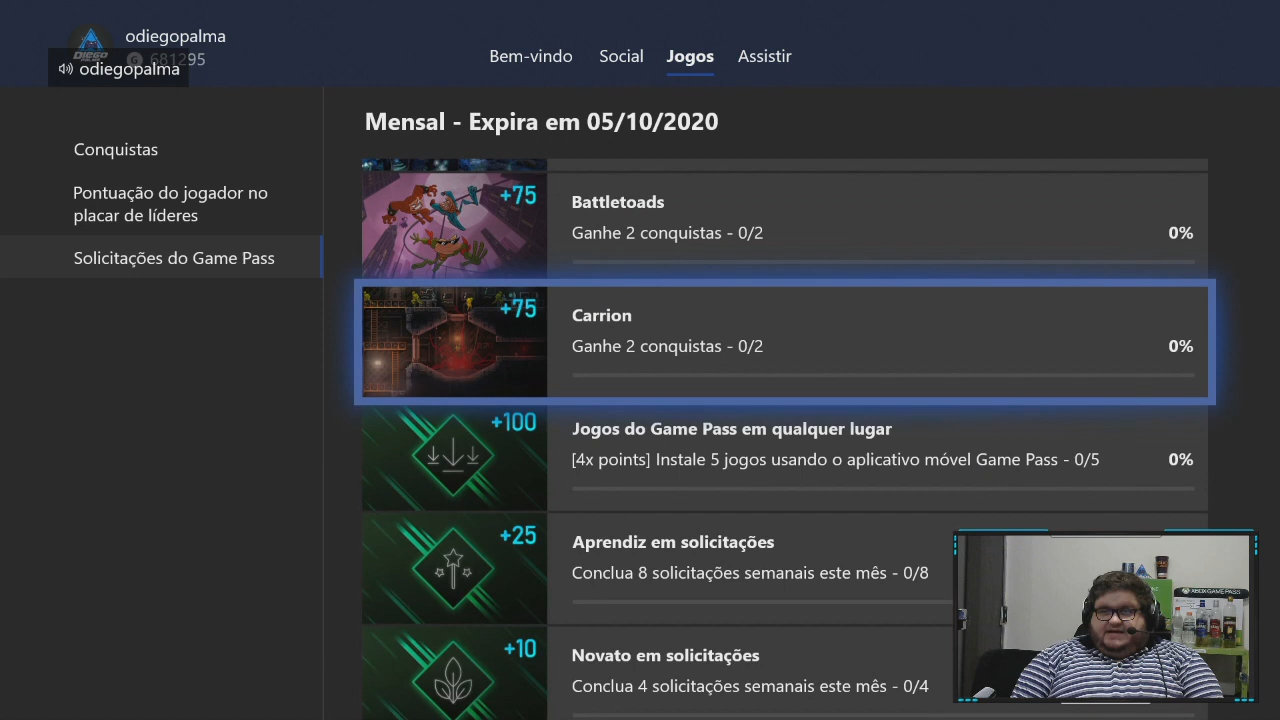 odiegopalma
681295
odiegopalma
Bem-vindo
Social
Jogos
Assistir
Conquistas
Pontuação do jogador no
placar de líderes
Solicitações do Game Pass
Mensal - Expira em 05/10/2020
+75
Battletoads
Ganhe 2 conquistas - 0/2
0%
+75
Carrion
Ganhe 2 conquistas - 0/2
0%
+100
Jogos do Game Pass em qualquer lugar
[4x points] Instale 5 jogos usando o aplicativo móvel Game Pass - 0/5
0%
+25
Aprendiz em solicitações
Conclua 8 solicitações semanais este mês - 0/8
+10
Novato em solicitações
Conclua 4 solicitações semanais este mês - 0/4
XBOX GAME PASS